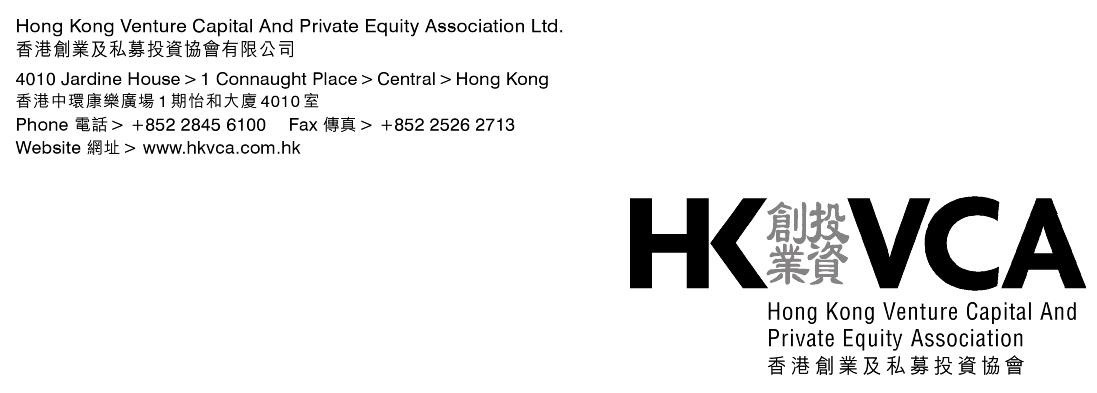 Hong Kong Venture Capital And Private Equity Association Ltd.
香港創業及私募投資協會有限公司
4010 Jardine House > 1 Connaught Place > Central > Hong Kong
香港中環康樂廣場1期怡和大廈4010室
Phone 電話 > +852 2845 6100 Fax 傳真 > +852 2526 2713
Website 網址 > www.hkvca.com.hk
HK創業投資VCA
Hong Kong Venture Capital And
Private Equity Association
香港創業及私募投資協會